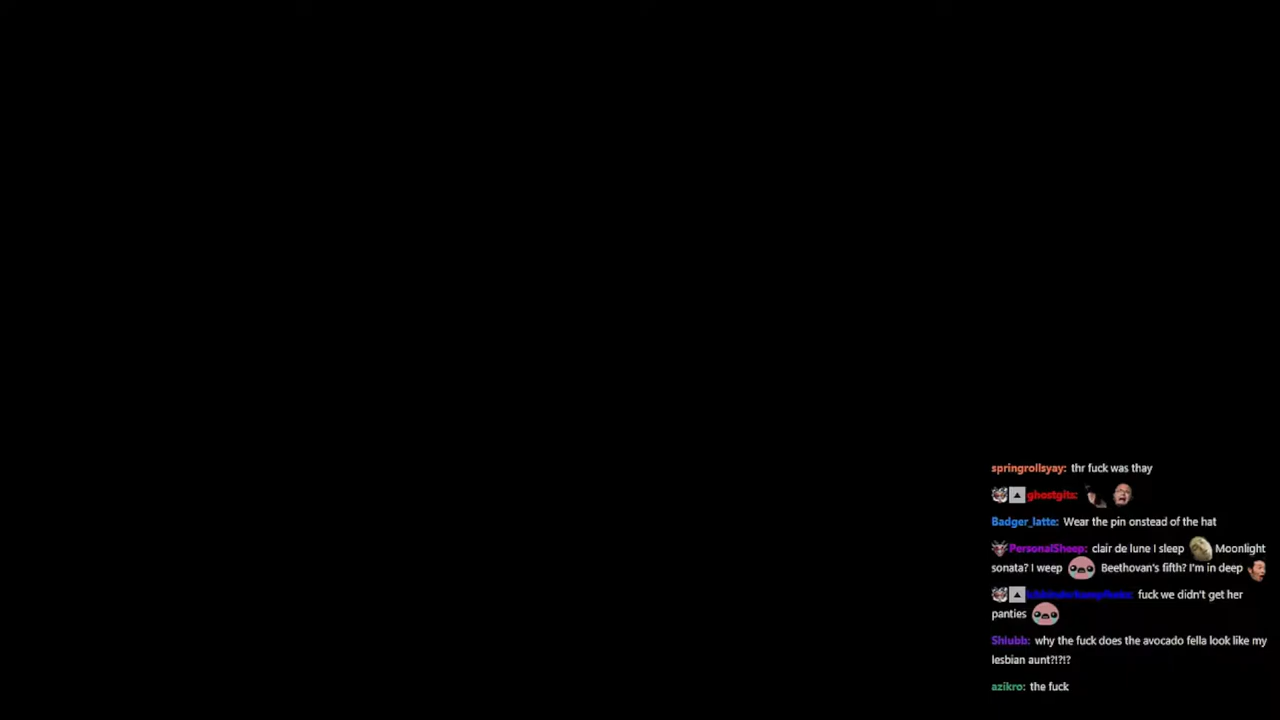 springrollsyay: thr fuck was thay
ghostgits:
Badger_latte: Wear the pin onstead of the hat
PersonalSheep: clair de lune I sleep Moonlight
sonata? I weep Beethovan's fifth? I'm in deep
fuck we didn't get her
panties
Shlubb: why the fuck does the avocado fella look like my
lesbian aunt?!?!?
azikro: the fuck